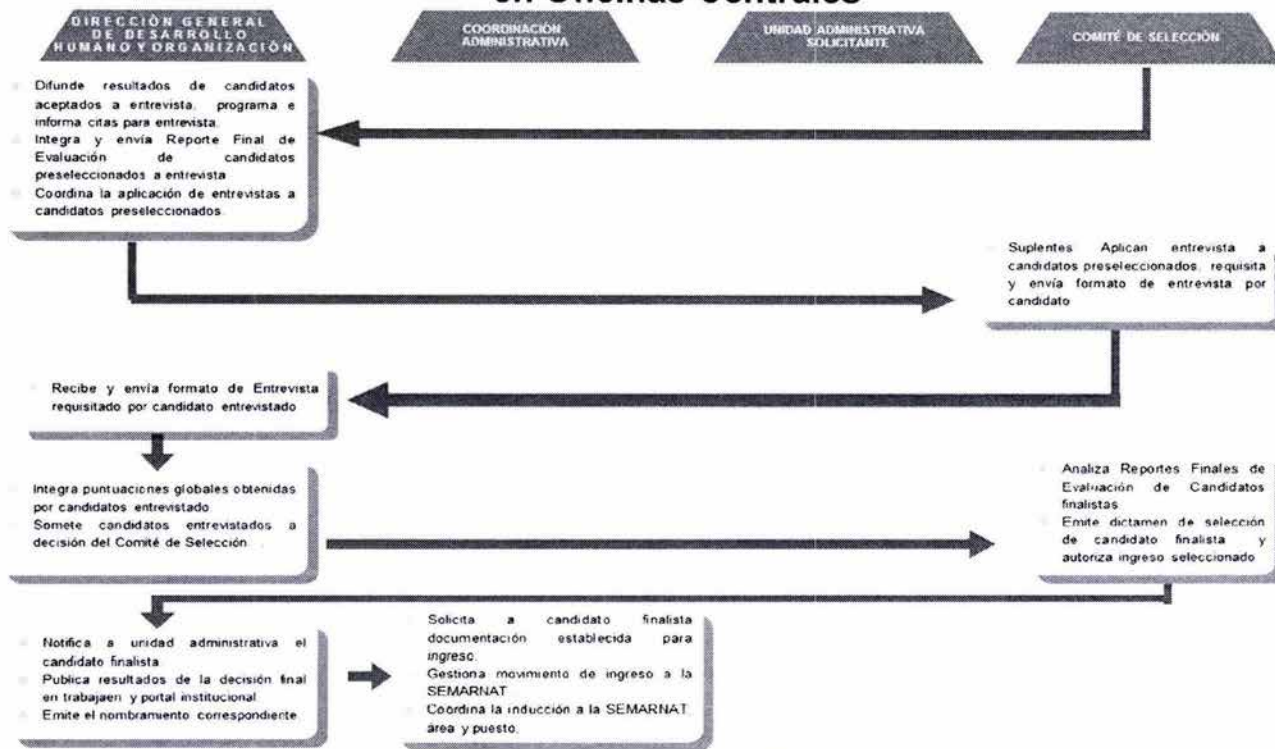 en Oficinas Centrales
DIRECCIÓN GENERAL
DE DESARROLLO
HUMANO Y ORGANIZACIÓN
COORDINACIÓN
ADMINISTRATIVA
UNIDAD ADMINISTRATIVA
SOLICITANTE
COMITÉ DE SELECCIÓN
Difunde resultados de candidatos
aceptados a entrevista, programa e
informa citas para entrevista.
Integra y envía Reporte Final de
Evaluación de candidatos
preseleccionados a entrevista
Coordina la aplicación de entrevistas a
candidatos preseleccionados.
Suplentes Aplican entrevista a
candidatos preseleccionados, requisita
y envía formato de entrevista por
candidato
Recibe y envía formato de Entrevista
requisitado por candidato entrevistado
Integra puntuaciones globales obtenidas
por candidatos entrevistado
Somete candidatos entrevistados a
decisión del Comité de Selección.
Analiza Reportes Finales de
Evaluación de Candidatos
finalistas
Emite dictamen de selección
de candidato finalista y
autoriza ingreso seleccionado
Notifica a unidad administrativa el
candidato finalista
Publica resultados de la decisión final
en trabajaen y portal institucional
Emite el nombramiento correspondiente
Solicita a candidato finalista
documentación establecida para
ingreso.
Gestiona movimiento de ingreso a la
SEMARNAT
Coordina la inducción a la SEMARNAT,
área y puesto.